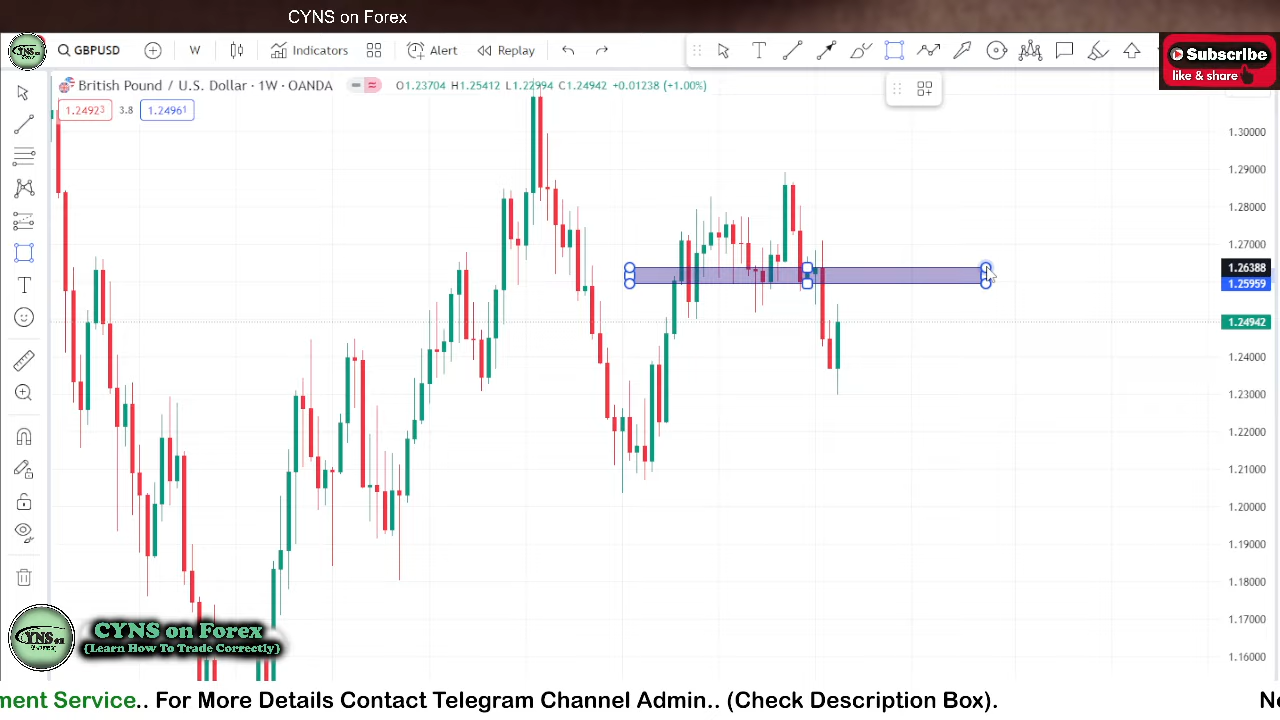 CYNS on Forex
GBPUSD
W
Indicators
Alert
Replay
Subscribe
like & share
British Pound / U.S. Dollar · 1W · OANDA
O1.23704 H1.25412 L1.22994 C1.24942 +0.01238 (+1.00%)
1.24923
3.8
1.24961
1.30000
1.29000
1.28000
1.27000
1.26388
1.25959
1.24942
1.24000
1.23000
1.22000
1.21000
1.20000
1.19000
1.18000
1.17000
1.16000
CYNS on Forex
{Learn How To Trade Correctly}
ment Service.. For More Details Contact Telegram Channel Admin.. (Check Description Box).